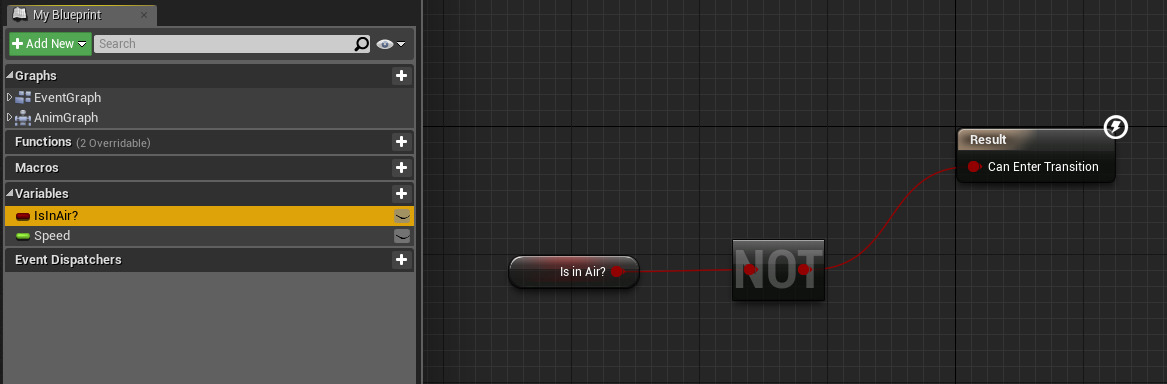 My Blueprint
Add New
Search
Graphs
EventGraph
AnimGraph
Functions (2 Overridable)
Macros
Variables
IsInAir?
Speed
Event Dispatchers
Is in Air?
NOT
Result
Can Enter Transition